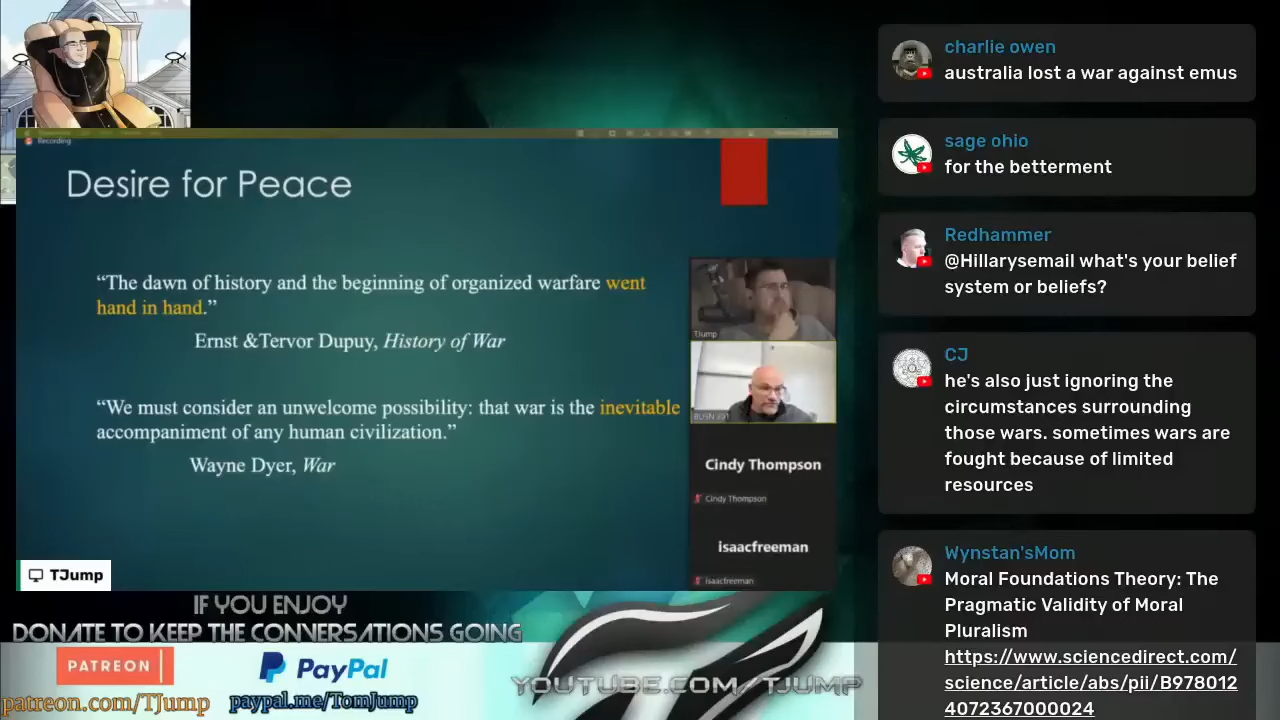 Recording
Desire for Peace
“The dawn of history and the beginning of organized warfare went
hand in hand.”
Ernst &Tervor Dupuy, History of War
“We must consider an unwelcome possibility: that war is the inevitable
accompaniment of any human civilization.”
Wayne Dyer, War
TJump
Cindy Thompson
Cindy Thompson
isaacfreeman
isaacfreeman
TJump
IF YOU ENJOY
DONATE TO KEEP THE CONVERSATIONS GOING
PATREON
PayPal
patreon.com/TJump
paypal.me/TomJump
YOUTUBE.COM/TJUMP
charlie owen
australia lost a war against emus
sage ohio
for the betterment
Redhammer
@Hillarysemail what's your belief
system or beliefs?
CJ
he's also just ignoring the
circumstances surrounding
those wars. sometimes wars are
fought because of limited
resources
Wynstan'sMom
Moral Foundations Theory: The
Pragmatic Validity of Moral
Pluralism
https://www.sciencedirect.com/
science/article/abs/pii/B978012
4072367000024